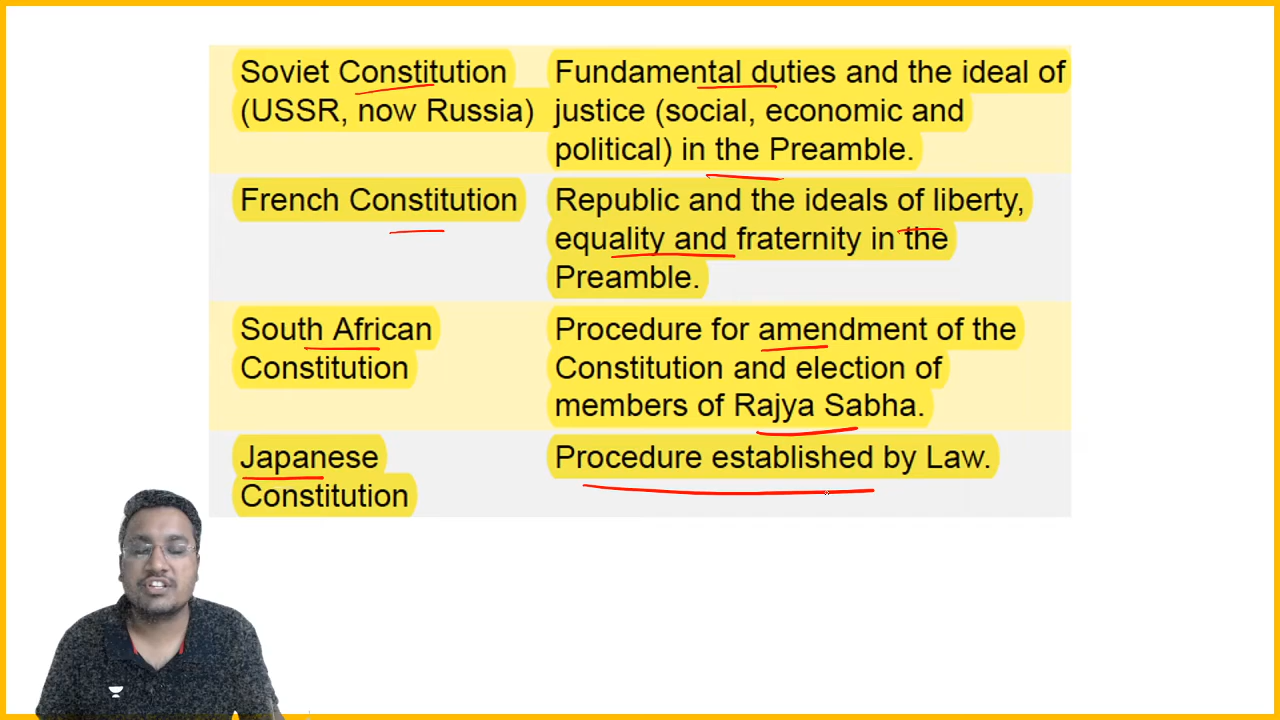 Soviet Constitution
(USSR, now Russia)
Fundamental duties and the ideal of
justice (social, economic and
political) in the Preamble.
French Constitution
Republic and the ideals of liberty,
equality and fraternity in the
Preamble.
South African
Constitution
Procedure for amendment of the
Constitution and election of
members of Rajya Sabha.
Japanese
Constitution
Procedure established by Law.